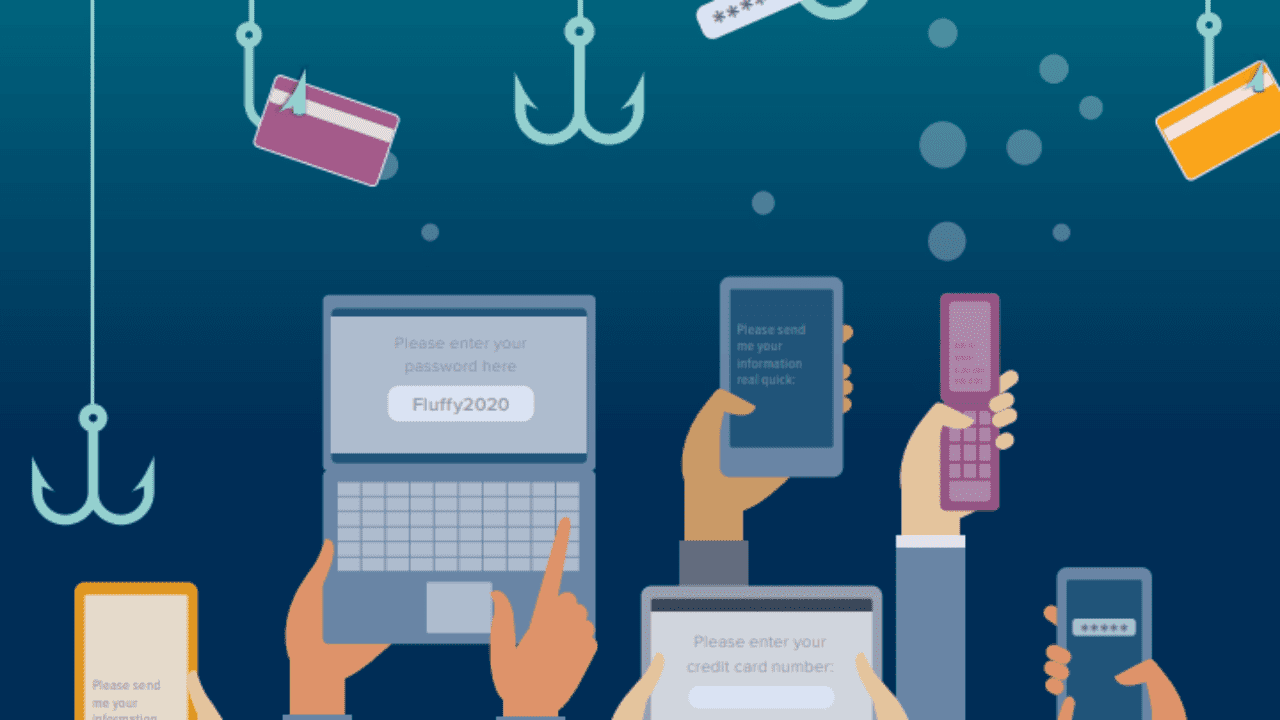 ****
Please enter your
password here
Fluffy2020
Please send
me your
information
real quick:
*****
Please enter your
credit card number:
Please send
me your
information